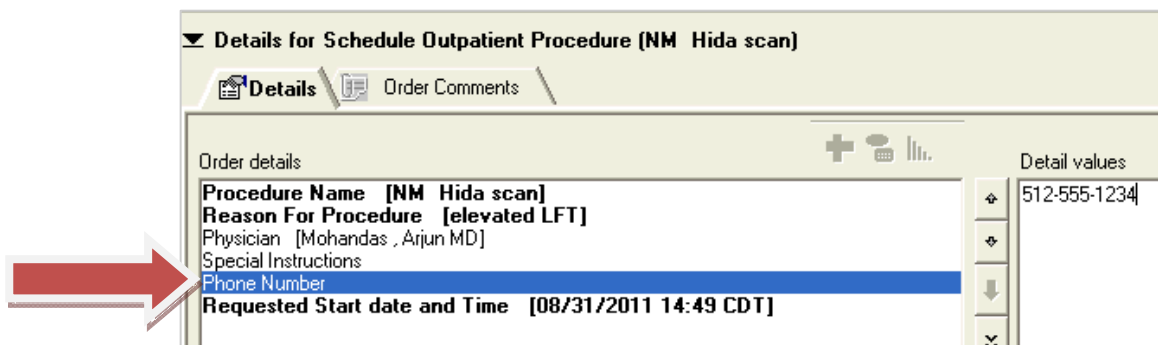 Details for Schedule Outpatient Procedure (NM Hida scan)
Details
Order Comments
Order details
Procedure Name [NM Hida scan]
Reason For Procedure [elevated LFT]
Physician [Mohandas , Arjun MD]
Special Instructions
Phone Number
Requested Start date and Time [08/31/2011 14:49 CDT]
Detail values
512-555-1234